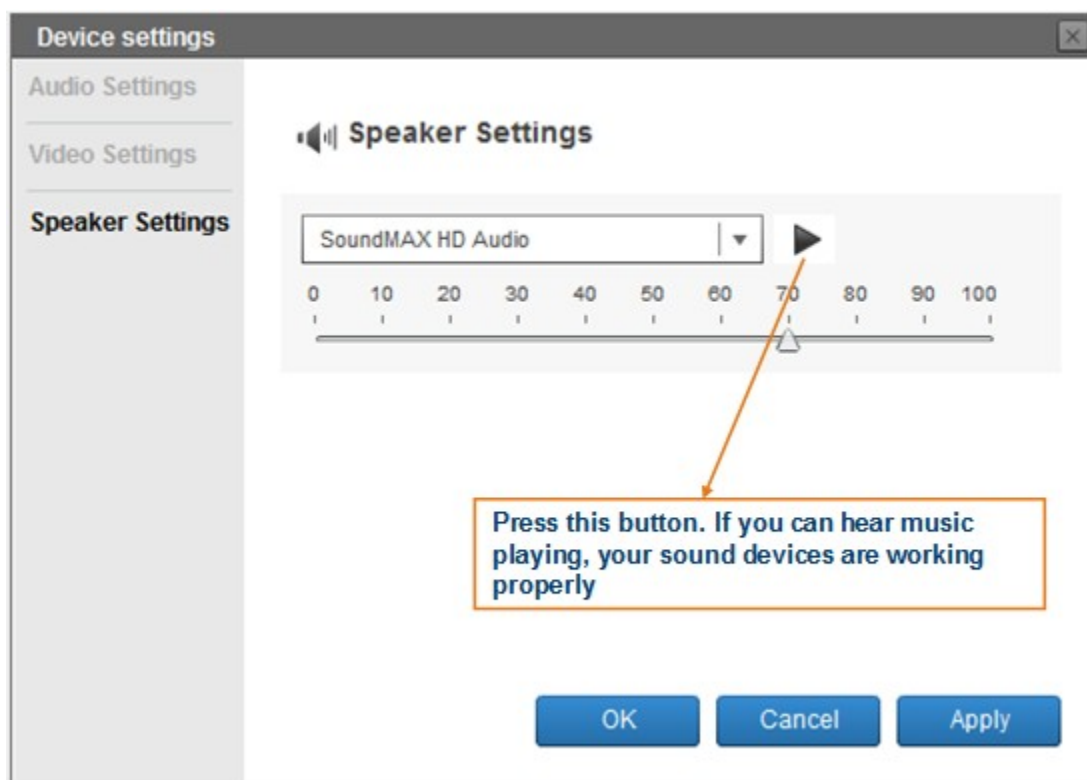 Device settings
Audio Settings
Video Settings
Speaker Settings
Speaker Settings
SoundMAX HD Audio
0 10 20 30 40 50 60 70 80 90 100
Press this button. If you can hear music
playing, your sound devices are working
properly
OK Cancel Apply